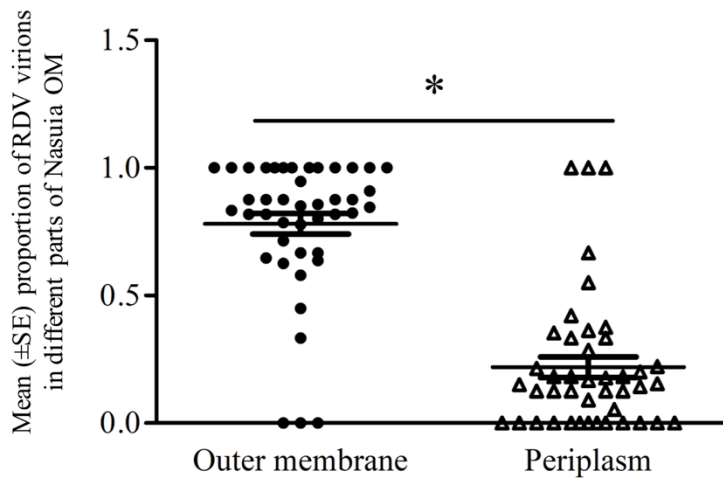 Mean (±SE) proportion of RDV virions
in different parts of Nasuia OM
1.5
1.0
0.5
0.0
*
Outer membrane
Periplasm